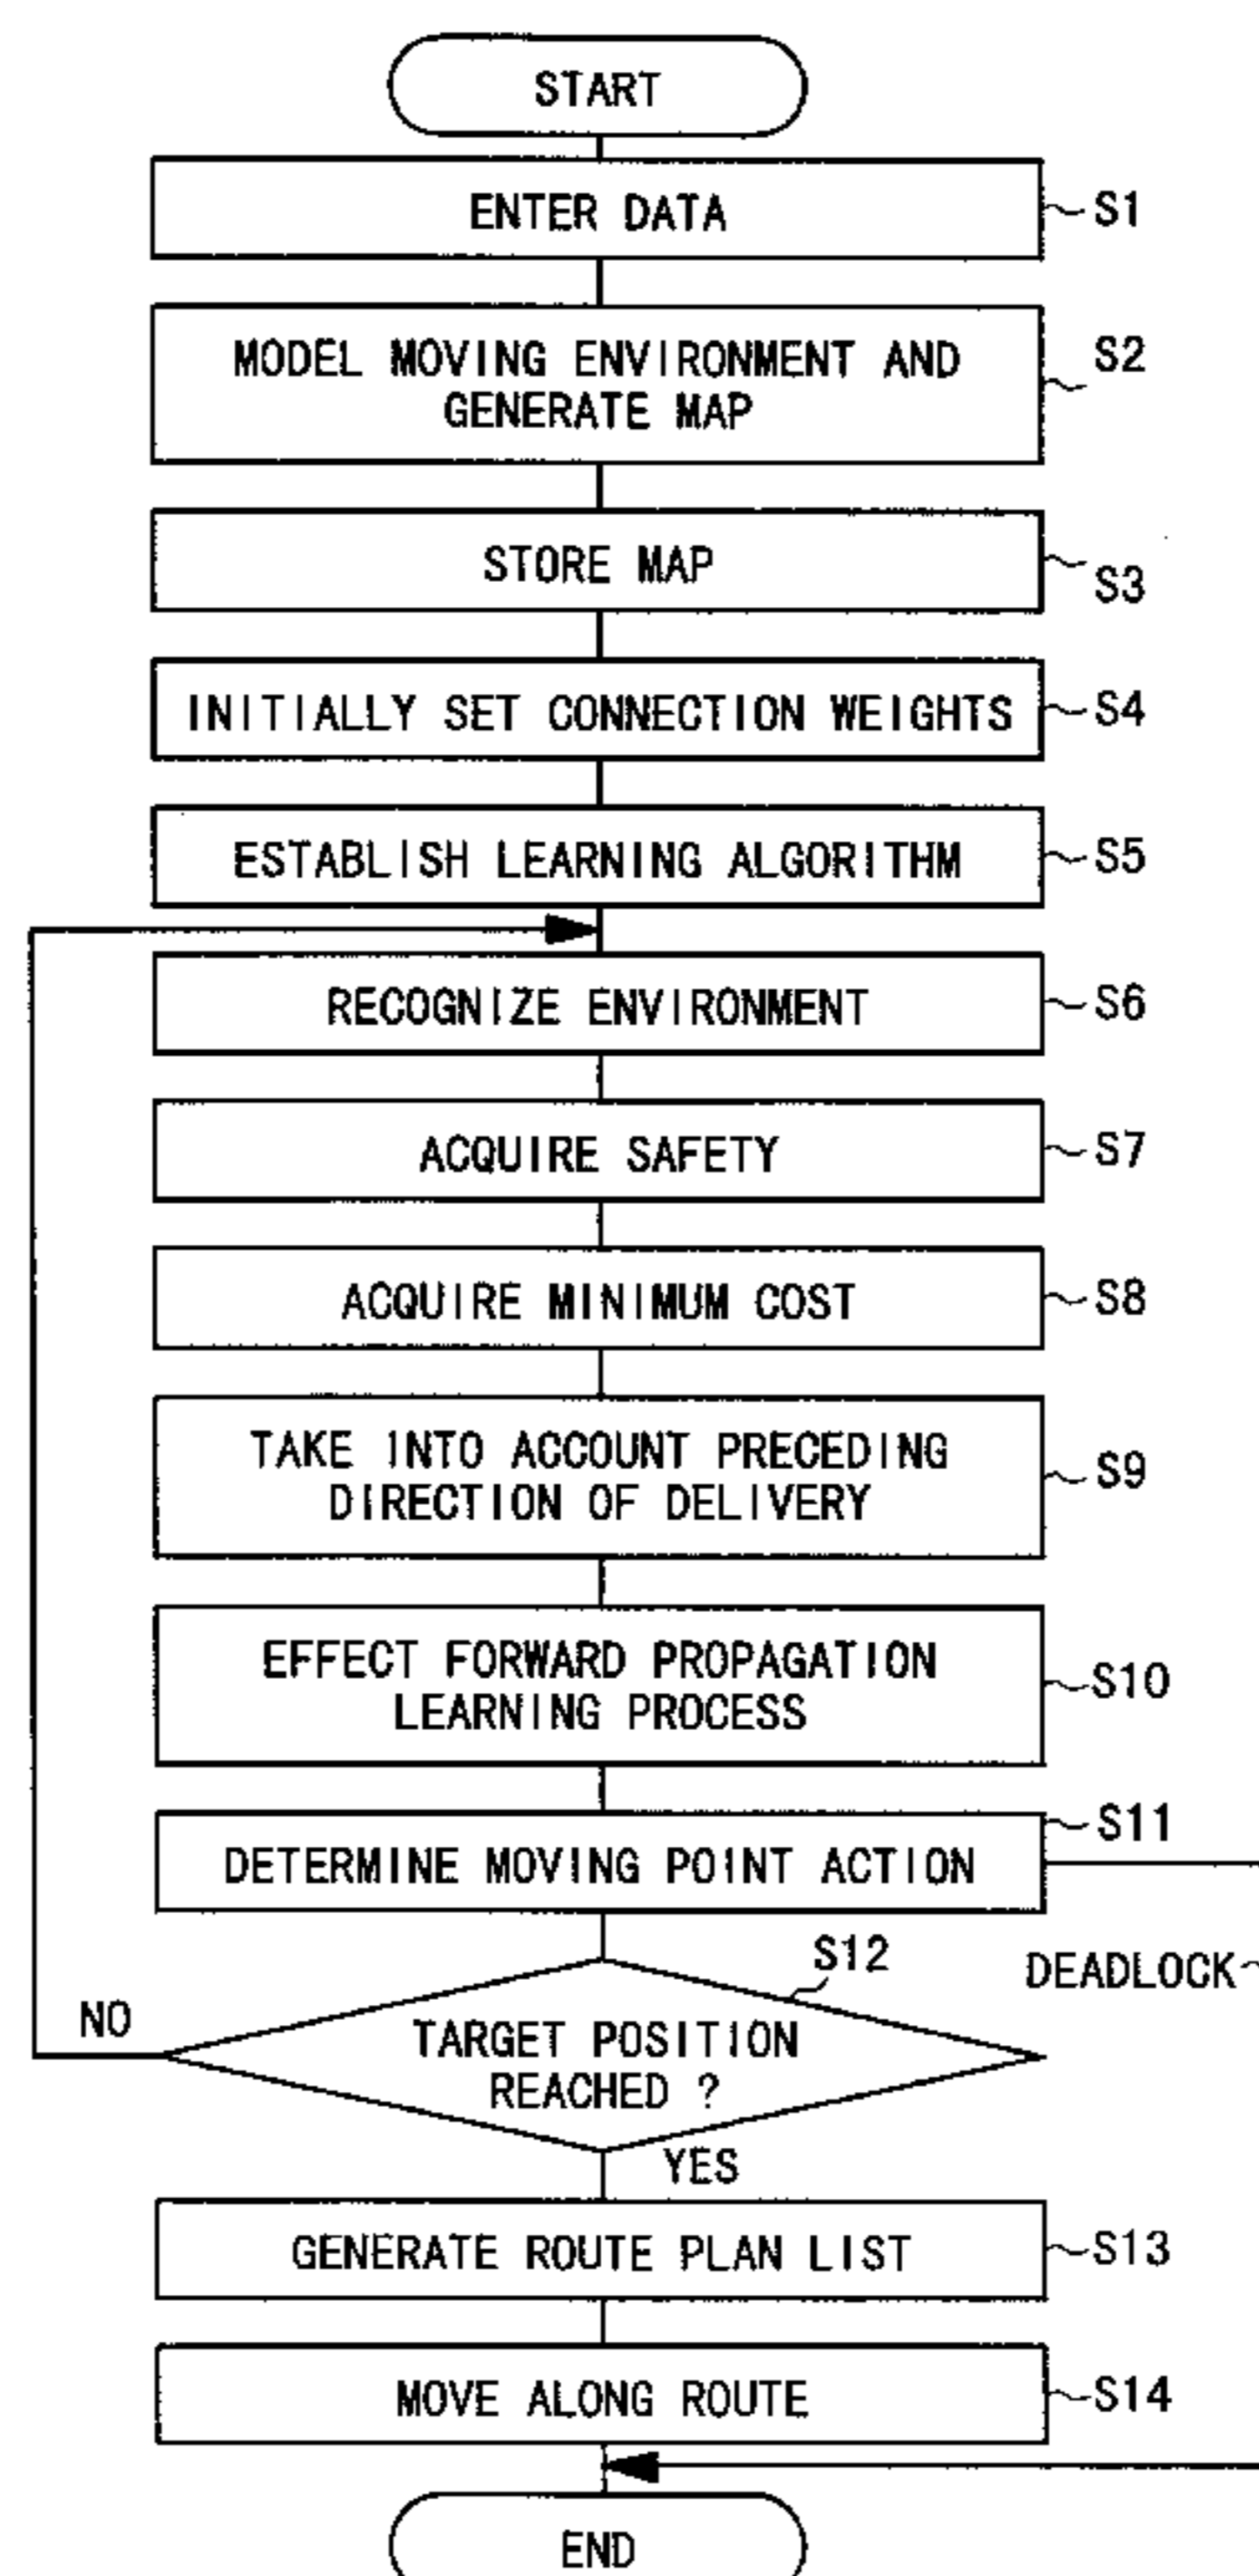 START
ENTER DATA
S1
MODEL MOVING ENVIRONMENT AND
GENERATE MAP
S2
STORE MAP
S3
INITIALLY SET CONNECTION WEIGHTS
S4
ESTABLISH LEARNING ALGORITHM
S5
RECOGNIZE ENVIRONMENT
S6
ACQUIRE SAFETY
S7
ACQUIRE MINIMUM COST
S8
TAKE INTO ACCOUNT PRECEDING
DIRECTION OF DELIVERY
S9
EFFECT FORWARD PROPAGATION
LEARNING PROCESS
S10
DETERMINE MOVING POINT ACTION
S11
DEADLOCK
S12
TARGET POSITION
REACHED ?
NO
YES
GENERATE ROUTE PLAN LIST
S13
MOVE ALONG ROUTE
S14
END